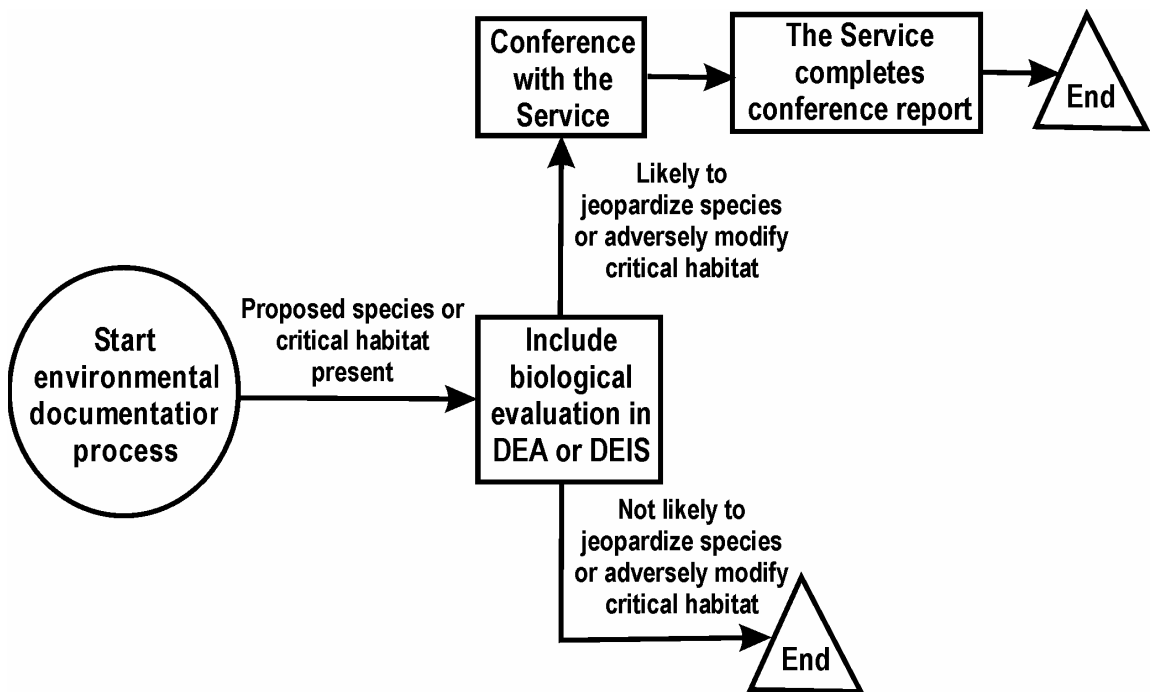 Start
environmental
documentatior
process
Proposed species or
critical habitat
present
Include
biological
evaluation in
DEA or DEIS
Likely to
jeopardize species
or adversely modify
critical habitat
Conference
with the
Service
The Service
completes
conference report
End
Not likely to
jeopardize species
or adversely modify
critical habitat
End